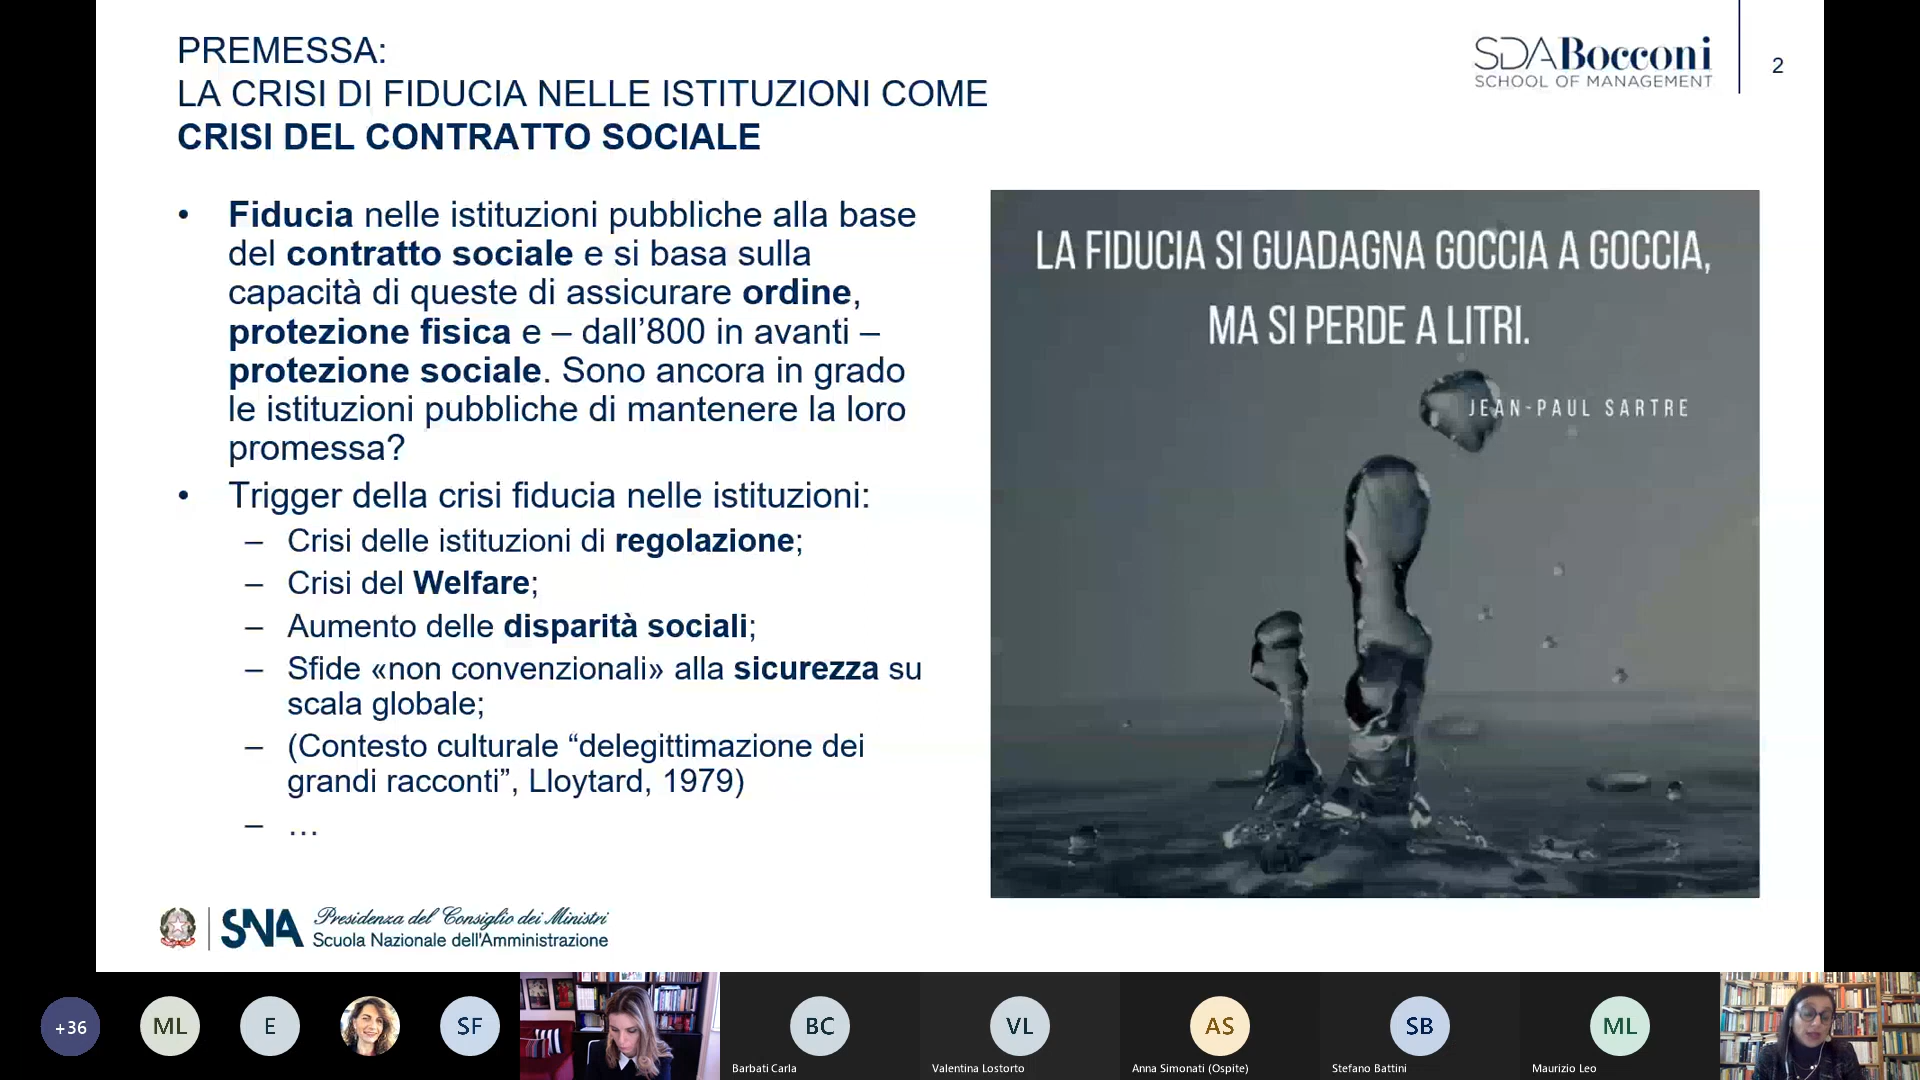 PREMESSA:
LA CRISI DI FIDUCIA NELLE ISTITUZIONI COME
CRISI DEL CONTRATTO SOCIALE
SDABocconi
SCHOOL OF MANAGEMENT
2
• Fiducia nelle istituzioni pubbliche alla base
del contratto sociale e si basa sulla
capacità di queste di assicurare ordine,
protezione fisica e – dall’800 in avanti –
protezione sociale. Sono ancora in grado
le istituzioni pubbliche di mantenere la loro
promessa?
• Trigger della crisi fiducia nelle istituzioni:
– Crisi delle istituzioni di regolazione;
– Crisi del Welfare;
– Aumento delle disparità sociali;
– Sfide «non convenzionali» alla sicurezza su
scala globale;
– (Contesto culturale “delegittimazione dei
grandi racconti”, Lloytard, 1979)
– …
LA FIDUCIA SI GUADAGNA GOCCIA A GOCCIA,
MA SI PERDE A LITRI.
JEAN-PAUL SARTRE
SNA
Presidenza del Consiglio dei Ministri
Scuola Nazionale dell'Amministrazione
+36
ML
E
SF
BC
Barbati Carla
VL
Valentina Lostorto
AS
Anna Simonati (Ospite)
SB
Stefano Battini
ML
Maurizio Leo